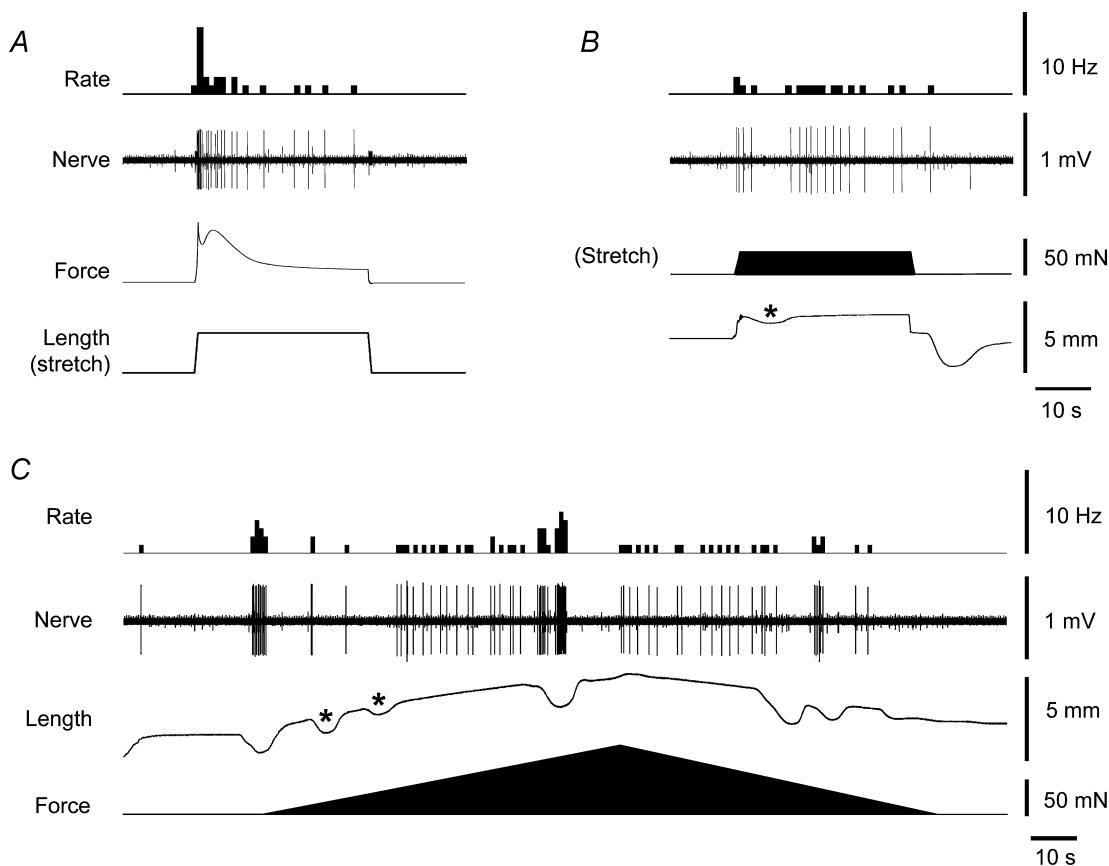 A
Rate
Nerve
Force
Length
(stretch)
B
10 Hz
1 mV
(Stretch)
50 mN
*
5 mm
10 s
C
Rate
10 Hz
Nerve
1 mV
Length
* *
5 mm
Force
50 mN
10 s